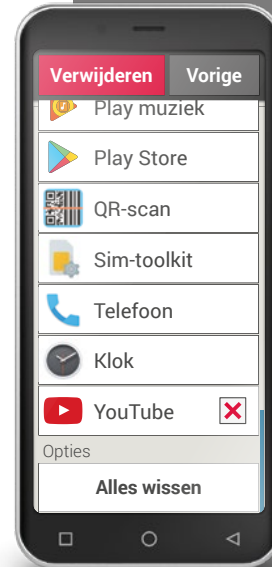 Verwijderen Vorige
Play muziek
Play Store
QR-scan
Sim-toolkit
Telefoon
Klok
YouTube
Opties
Alles wissen